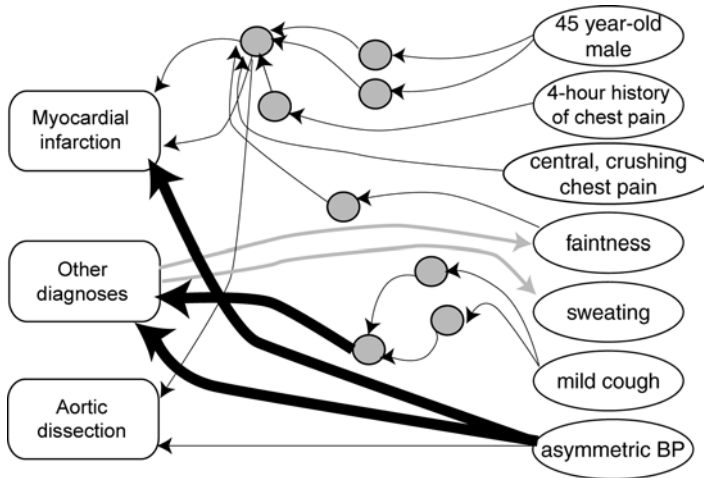 45 year-old
male
Myocardial
infarction
4-hour history
of chest pain
central, crushing
chest pain
Other
diagnoses
faintness
sweating
Aortic
dissection
mild cough
asymmetric BP